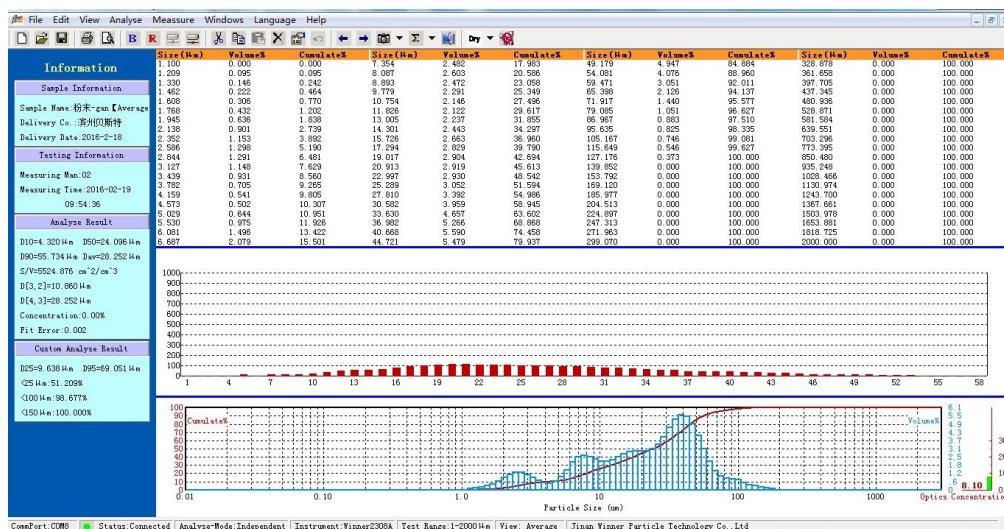 File Edit View Analyse Meassure Windows Language Help
B R Σ Dry
Information
Sample Information
Sample Name:粉末-gan【Average
Delivery Co.:滨州贝斯特
Delivery Date:2016-2-18
Testing Information
Measuring Man:02
Measuring Time:2016-02-19
09:54:36
Analyse Result
D10=4.320μm D50=24.096μm
D90=55.734μm Dav=28.252μm
S/V=5524.876 cm^2/cm^3
D[3,2]=10.860μm
D[4,3]=28.252μm
Concentration:0.00%
Fit Error:0.002
Custom Analyse Result
D25=9.638μm D95=69.051μm
<25μm:51.209%
<100μm:98.677%
<150μm:100.000%
Size(μm) Volume% Cumulate% Size(μm) Volume% Cumulate% Size(μm) Volume% Cumulate% Size(μm) Volume% Cumulate%
1.100 0.000 0.000 7.354 2.482 17.983 49.179 4.947 84.884 328.878 0.000 100.000
1.209 0.095 0.095 8.087 2.603 20.586 54.081 4.076 88.960 361.658 0.000 100.000
1.330 0.146 0.242 8.893 2.472 23.058 59.471 3.051 92.011 397.705 0.000 100.000
1.462 0.222 0.464 9.779 2.291 25.349 65.398 2.126 94.137 437.345 0.000 100.000
1.608 0.306 0.770 10.754 2.146 27.496 71.917 1.440 95.577 480.936 0.000 100.000
1.768 0.432 1.202 11.826 2.122 29.617 79.085 1.051 96.627 528.871 0.000 100.000
1.945 0.636 1.838 13.005 2.237 31.855 86.967 0.883 97.510 581.584 0.000 100.000
2.138 0.901 2.739 14.301 2.443 34.297 95.635 0.825 98.335 639.551 0.000 100.000
2.352 1.153 3.892 15.726 2.663 36.960 105.167 0.746 99.081 703.296 0.000 100.000
2.586 1.298 5.190 17.294 2.829 39.790 115.649 0.546 99.627 773.395 0.000 100.000
2.844 1.291 6.481 19.017 2.904 42.694 127.176 0.373 100.000 850.480 0.000 100.000
3.127 1.148 7.629 20.913 2.919 45.613 139.852 0.000 100.000 935.248 0.000 100.000
3.439 0.931 8.560 22.997 2.930 48.542 153.792 0.000 100.000 1028.466 0.000 100.000
3.782 0.705 9.265 25.289 3.052 51.594 169.120 0.000 100.000 1130.974 0.000 100.000
4.159 0.541 9.805 27.810 3.392 54.986 185.977 0.000 100.000 1243.700 0.000 100.000
4.573 0.502 10.307 30.582 3.959 58.945 204.513 0.000 100.000 1367.661 0.000 100.000
5.029 0.644 10.951 33.630 4.657 63.602 224.897 0.000 100.000 1503.978 0.000 100.000
5.530 0.975 11.926 36.982 5.266 68.868 247.313 0.000 100.000 1653.881 0.000 100.000
6.081 1.496 13.422 40.668 5.590 74.458 271.963 0.000 100.000 1818.725 0.000 100.000
6.687 2.079 15.501 44.721 5.479 79.937 299.070 0.000 100.000 2000.000 0.000 100.000
1000
900
800
700
600
500
400
300
200
100
0
1 4 7 10 13 16 19 22 25 28 31 34 37 40 43 46 49 52 55 58
100
90
80
70
60
50
40
30
20
10
0
Cumulate%
Volume%
6.1
5.5
4.9
4.3
3.7
3.1
2.5
1.8
1.2
.6
0
0.01 0.10 1.0 10 100 1000
Particle Size (um)
8.10
Optics Concentratio
CommPort:COM8 Status:Connected Analyse-Mode:Independent Instrument:Winner2308A Test Range:1-2000μm View: Average Jinan Winner Particle Technology Co.,Ltd